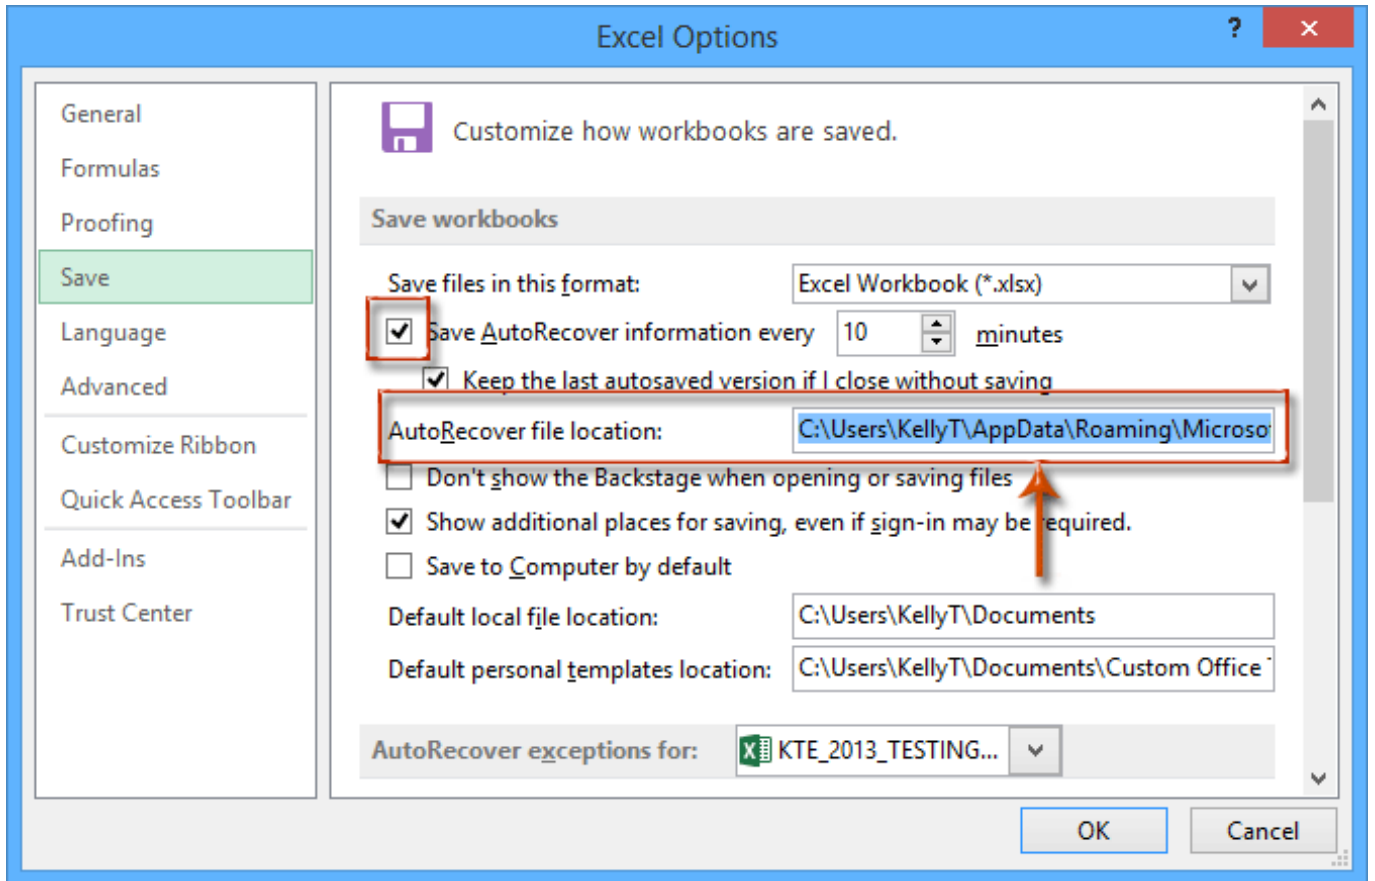 Excel Options
?
General
Formulas
Proofing
Save
Language
Advanced
Customize Ribbon
Quick Access Toolbar
Add-Ins
Trust Center
Customize how workbooks are saved.
Save workbooks
Save files in this format: Excel Workbook (*.xlsx)
Save AutoRecover information every 10 minutes
Keep the last autosaved version if I close without saving
AutoRecover file location: C:\Users\KellyT\AppData\Roaming\Microso
Don't show the Backstage when opening or saving files
Show additional places for saving, even if sign-in may be required.
Save to Computer by default
Default local file location: C:\Users\KellyT\Documents
Default personal templates location: C:\Users\KellyT\Documents\Custom Office
AutoRecover exceptions for: KTE_2013_TESTING...
OK Cancel